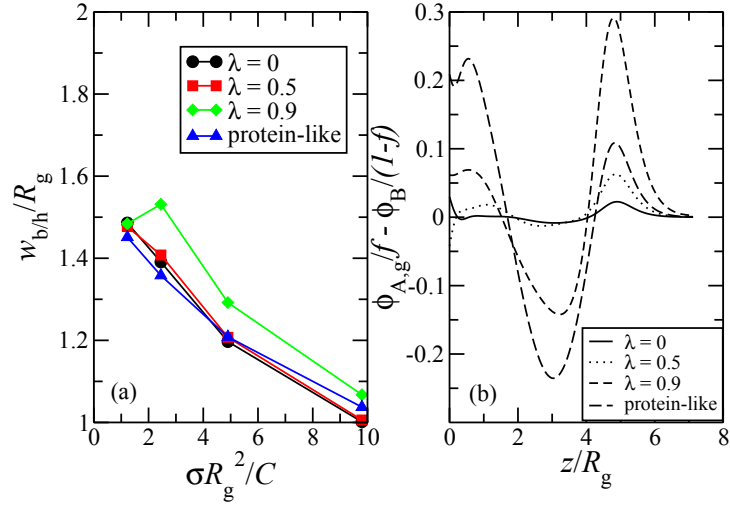 2
1.8
1.6
1.4
1.2
1
w_b/h/R_g
λ = 0
λ = 0.5
λ = 0.9
protein-like
(a)
0 2 4 6 8 10
σR_g^2/C
0.3
0.2
0.1
0
-0.1
-0.2
ϕ_A,g/f - ϕ_B/(1-f)
(b)
λ = 0
λ = 0.5
λ = 0.9
protein-like
0 2 4 6 8
z/R_g